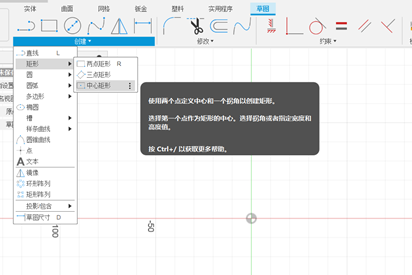 实体 曲面 网格 钣金 塑料 实用程序 草图
创建 修改 约束
直线 L
矩形
圆
圆弧
多边形
椭圆
槽
样条曲线
圆锥曲线
点
文本
镜像
环形阵列
矩形阵列
投影/包含
草图尺寸 D
两点矩形 R
三点矩形
中心矩形
使用两个点定义中心和一个拐角以创建矩形。
选择第一个点作为矩形的中心。选择拐角或者指定宽度和
高度值。
按 Ctrl+/ 以获取更多帮助。
100
-50